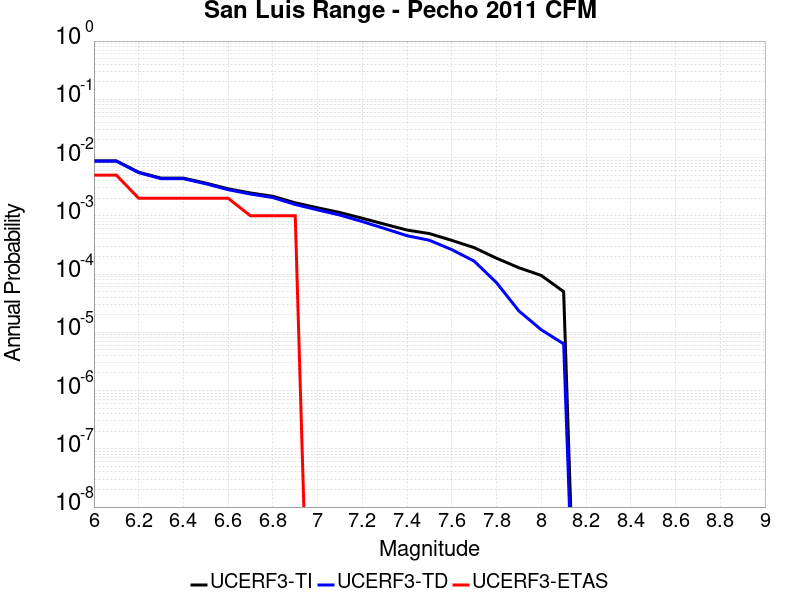 San Luis Range - Pecho 2011 CFM
10^0
10^-1
10^-2
10^-3
10^-4
10^-5
10^-6
10^-7
10^-8
Annual Probability
6 6.2 6.4 6.6 6.8 7 7.2 7.4 7.6 7.8 8 8.2 8.4 8.6 8.8 9
Magnitude
UCERF3-TI UCERF3-TD UCERF3-ETAS